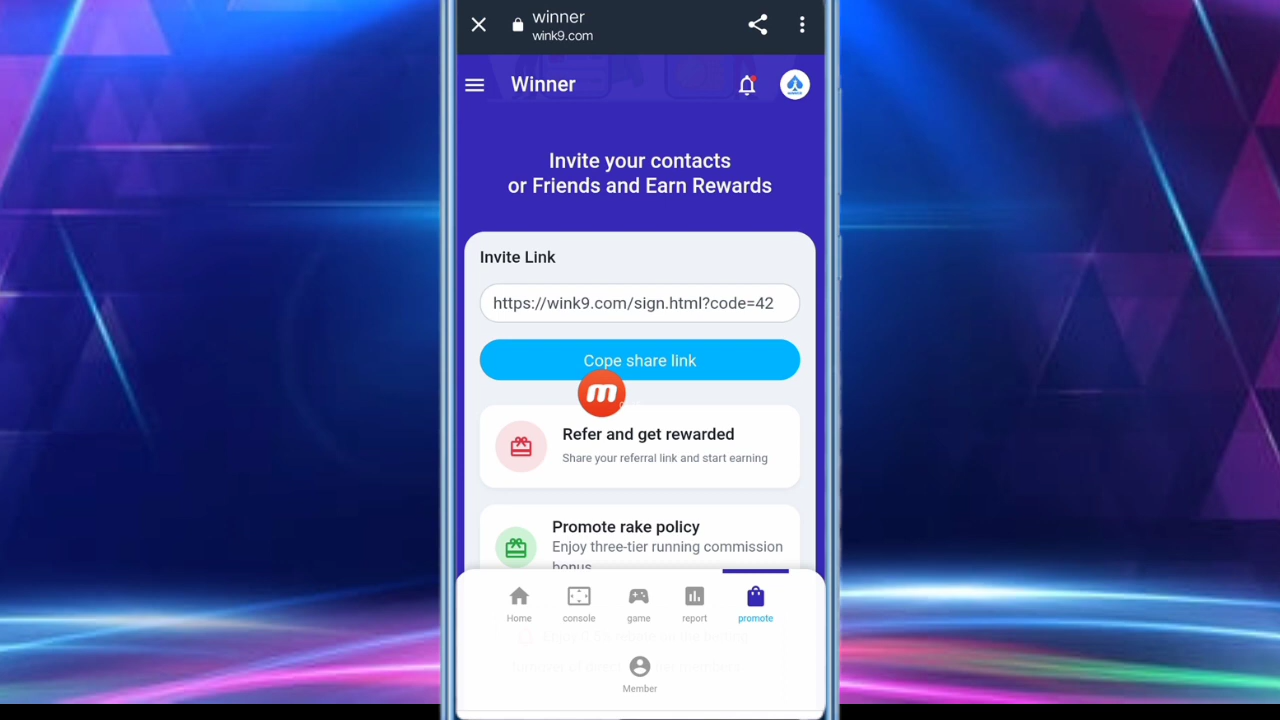 winner
wink9.com
Winner
Invite your contacts
or Friends and Earn Rewards
Invite Link
https://wink9.com/sign.html?code=42
Cope share link
m
Refer and get rewarded
Share your referral link and start earning
Promote rake policy
Enjoy three-tier running commission
bonus
Home
console
game
report
promote
Member